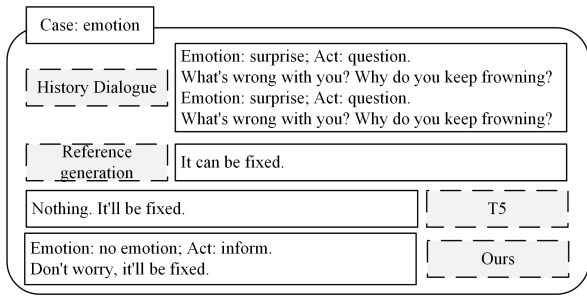 Case: emotion
History Dialogue
Emotion: surprise; Act: question.
What's wrong with you? Why do you keep frowning?
Emotion: surprise; Act: question.
What's wrong with you? Why do you keep frowning?
Reference
generation
It can be fixed.
Nothing. It'll be fixed.
T5
Emotion: no emotion; Act: inform.
Don't worry, it'll be fixed.
Ours